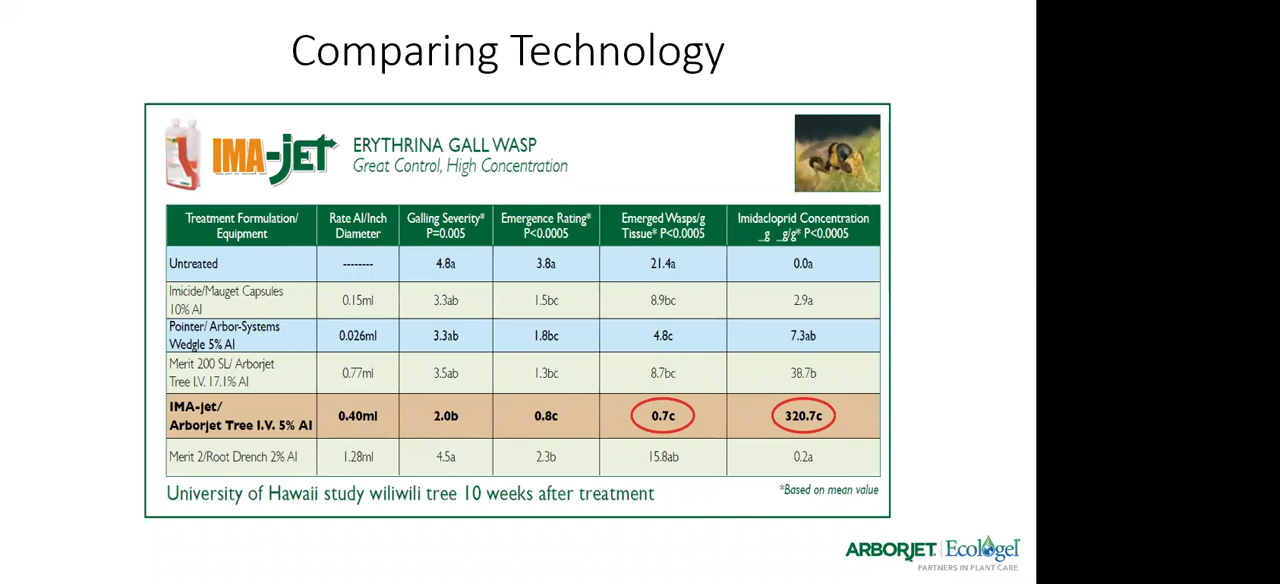 Comparing Technology
IMA-jet
ERYTHRINA GALL WASP
Great Control, High Concentration
Treatment Formulation/ Equipment
Rate AI/Inch Diameter
Galling Severity* P=0.005
Emergence Rating* P<0.0005
Emerged Wasps/g Tissue* P<0.0005
Imidacloprid Concentration _g _g/g* P<0.0005
Untreated -------- 4.8a 3.8a 21.4a 0.0a
Imicide/Mauget Capsules 10% AI 0.15ml 3.3ab 1.5bc 8.9bc 2.9a
Pointer/ Arbor-Systems Wedgle 5% AI 0.026ml 3.3ab 1.8bc 4.8c 7.3ab
Merit 200 SL/ Arborjet Tree I.V. 17.1% AI 0.77ml 3.5ab 1.3bc 8.7bc 38.7b
IMA-jet/ Arborjet Tree I.V. 5% AI 0.40ml 2.0b 0.8c 0.7c 320.7c
Merit 2/Root Drench 2% AI 1.28ml 4.5a 2.3b 15.8ab 0.2a
University of Hawaii study wiliwili tree 10 weeks after treatment
*Based on mean value
ARBORJET Ecologel
PARTNERS IN PLANT CARE